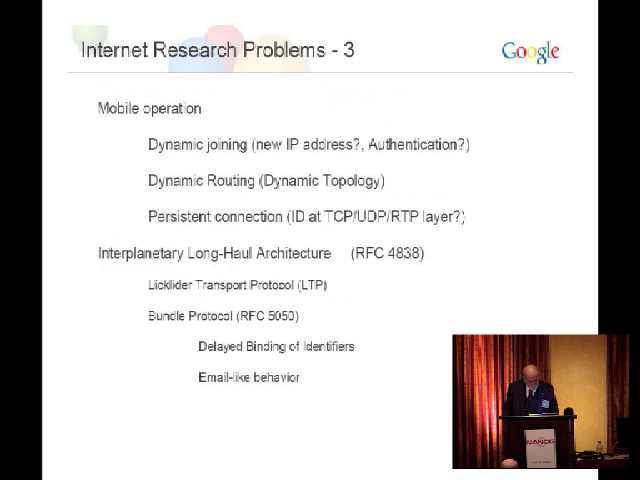 Internet Research Problems - 3
Google
Mobile operation
Dynamic joining (new IP address?, Authentication?)
Dynamic Routing (Dynamic Topology)
Persistent connection (ID at TCP/UDP/RTP layer?)
Interplanetary Long-Haul Architecture (RFC 4838)
Licklider Transport Protocol (LTP)
Bundle Protocol (RFC 5050)
Delayed Binding of Identifiers
Email-like behavior
NANOG